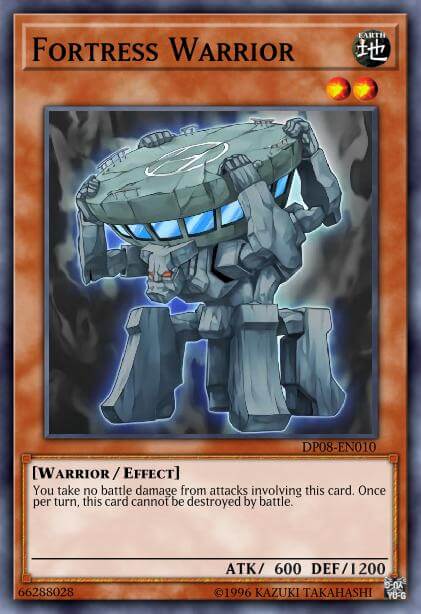 FORTRESS WARRIOR
EARTH
地
DP08-EN010
[WARRIOR / EFFECT]
You take no battle damage from attacks involving this card. Once
per turn, this card cannot be destroyed by battle.
ATK/ 600 DEF/1200
66288028
©1996 KAZUKI TAKAHASHI